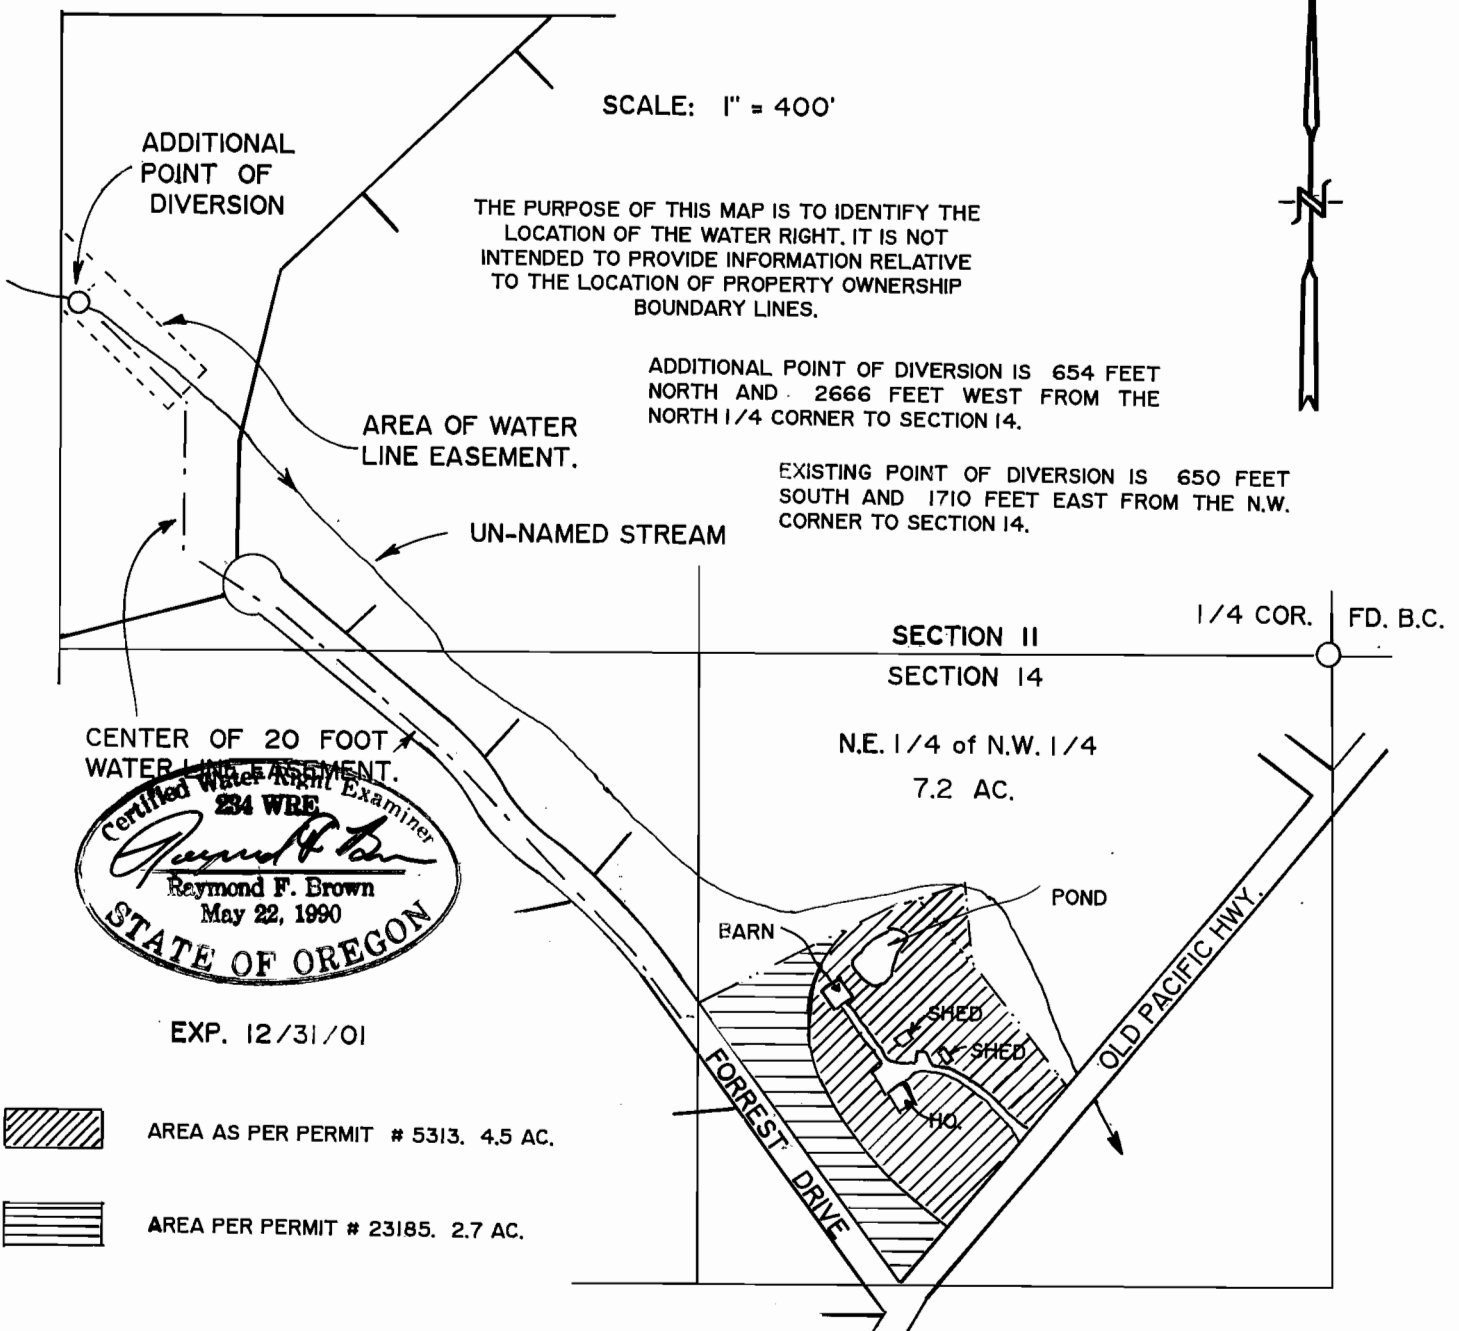 SCALE: 1" = 400'
ADDITIONAL
POINT OF
DIVERSION
N
THE PURPOSE OF THIS MAP IS TO IDENTIFY THE
LOCATION OF THE WATER RIGHT. IT IS NOT
INTENDED TO PROVIDE INFORMATION RELATIVE
TO THE LOCATION OF PROPERTY OWNERSHIP
BOUNDARY LINES.
ADDITIONAL POINT OF DIVERSION IS 654 FEET
NORTH AND 2666 FEET WEST FROM THE
NORTH 1/4 CORNER TO SECTION 14.
AREA OF WATER
LINE EASEMENT.
EXISTING POINT OF DIVERSION IS 650 FEET
SOUTH AND 1710 FEET EAST FROM THE N.W.
CORNER TO SECTION 14.
UN-NAMED STREAM
1/4 COR. FD. B.C.
SECTION 11
SECTION 14
N.E. 1/4 of N.W. 1/4
7.2 AC.
CENTER OF 20 FOOT
WATER LINE EASEMENT.
Certified Water Right Examiner
234 WRE
Raymond F. Brown
Raymond F. Brown
May 22, 1990
STATE OF OREGON
EXP. 12/31/01
POND
BARN
SHED
SHED
HO.
OLD PACIFIC HWY.
FORREST DRIVE
AREA AS PER PERMIT # 5313. 4.5 AC.
AREA PER PERMIT # 23185. 2.7 AC.